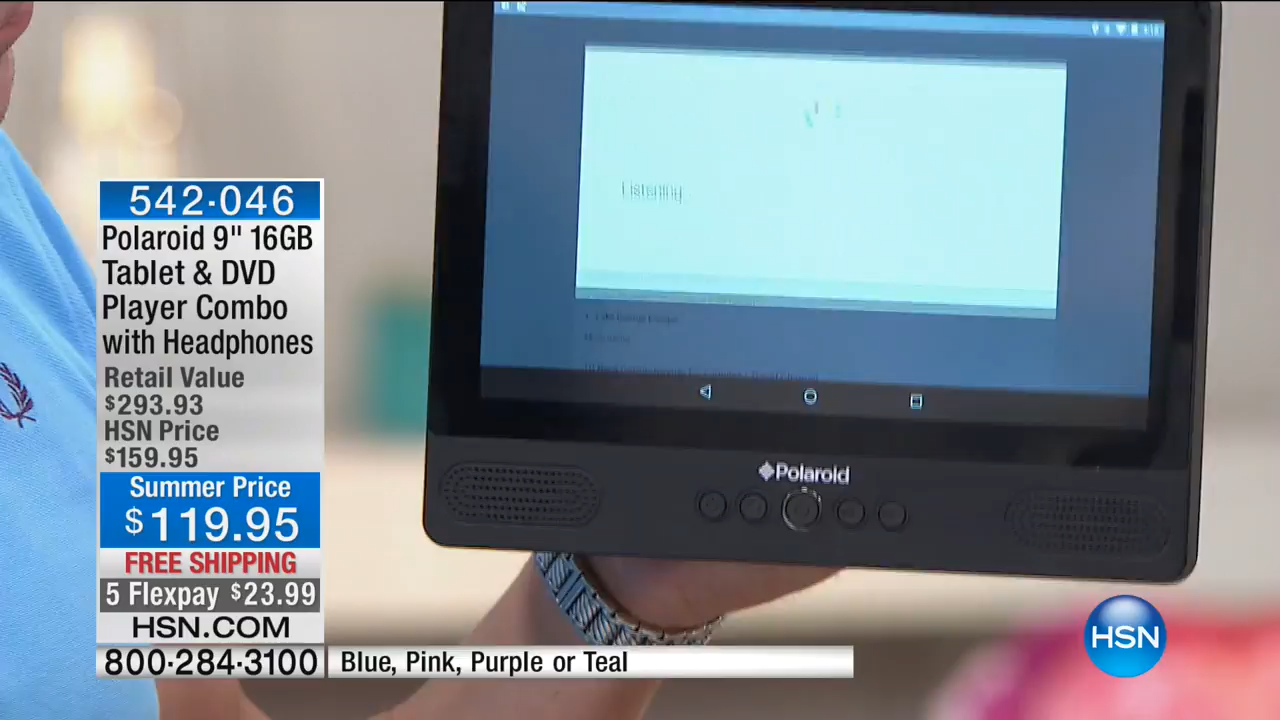 542-046
Polaroid 9" 16GB
Tablet & DVD
Player Combo
with Headphones
Retail Value
$293.93
HSN Price
$159.95
Summer Price
$119.95
FREE SHIPPING
5 Flexpay $23.99
HSN.COM
800-284-3100
Blue, Pink, Purple or Teal
Listening
Polaroid
HSN